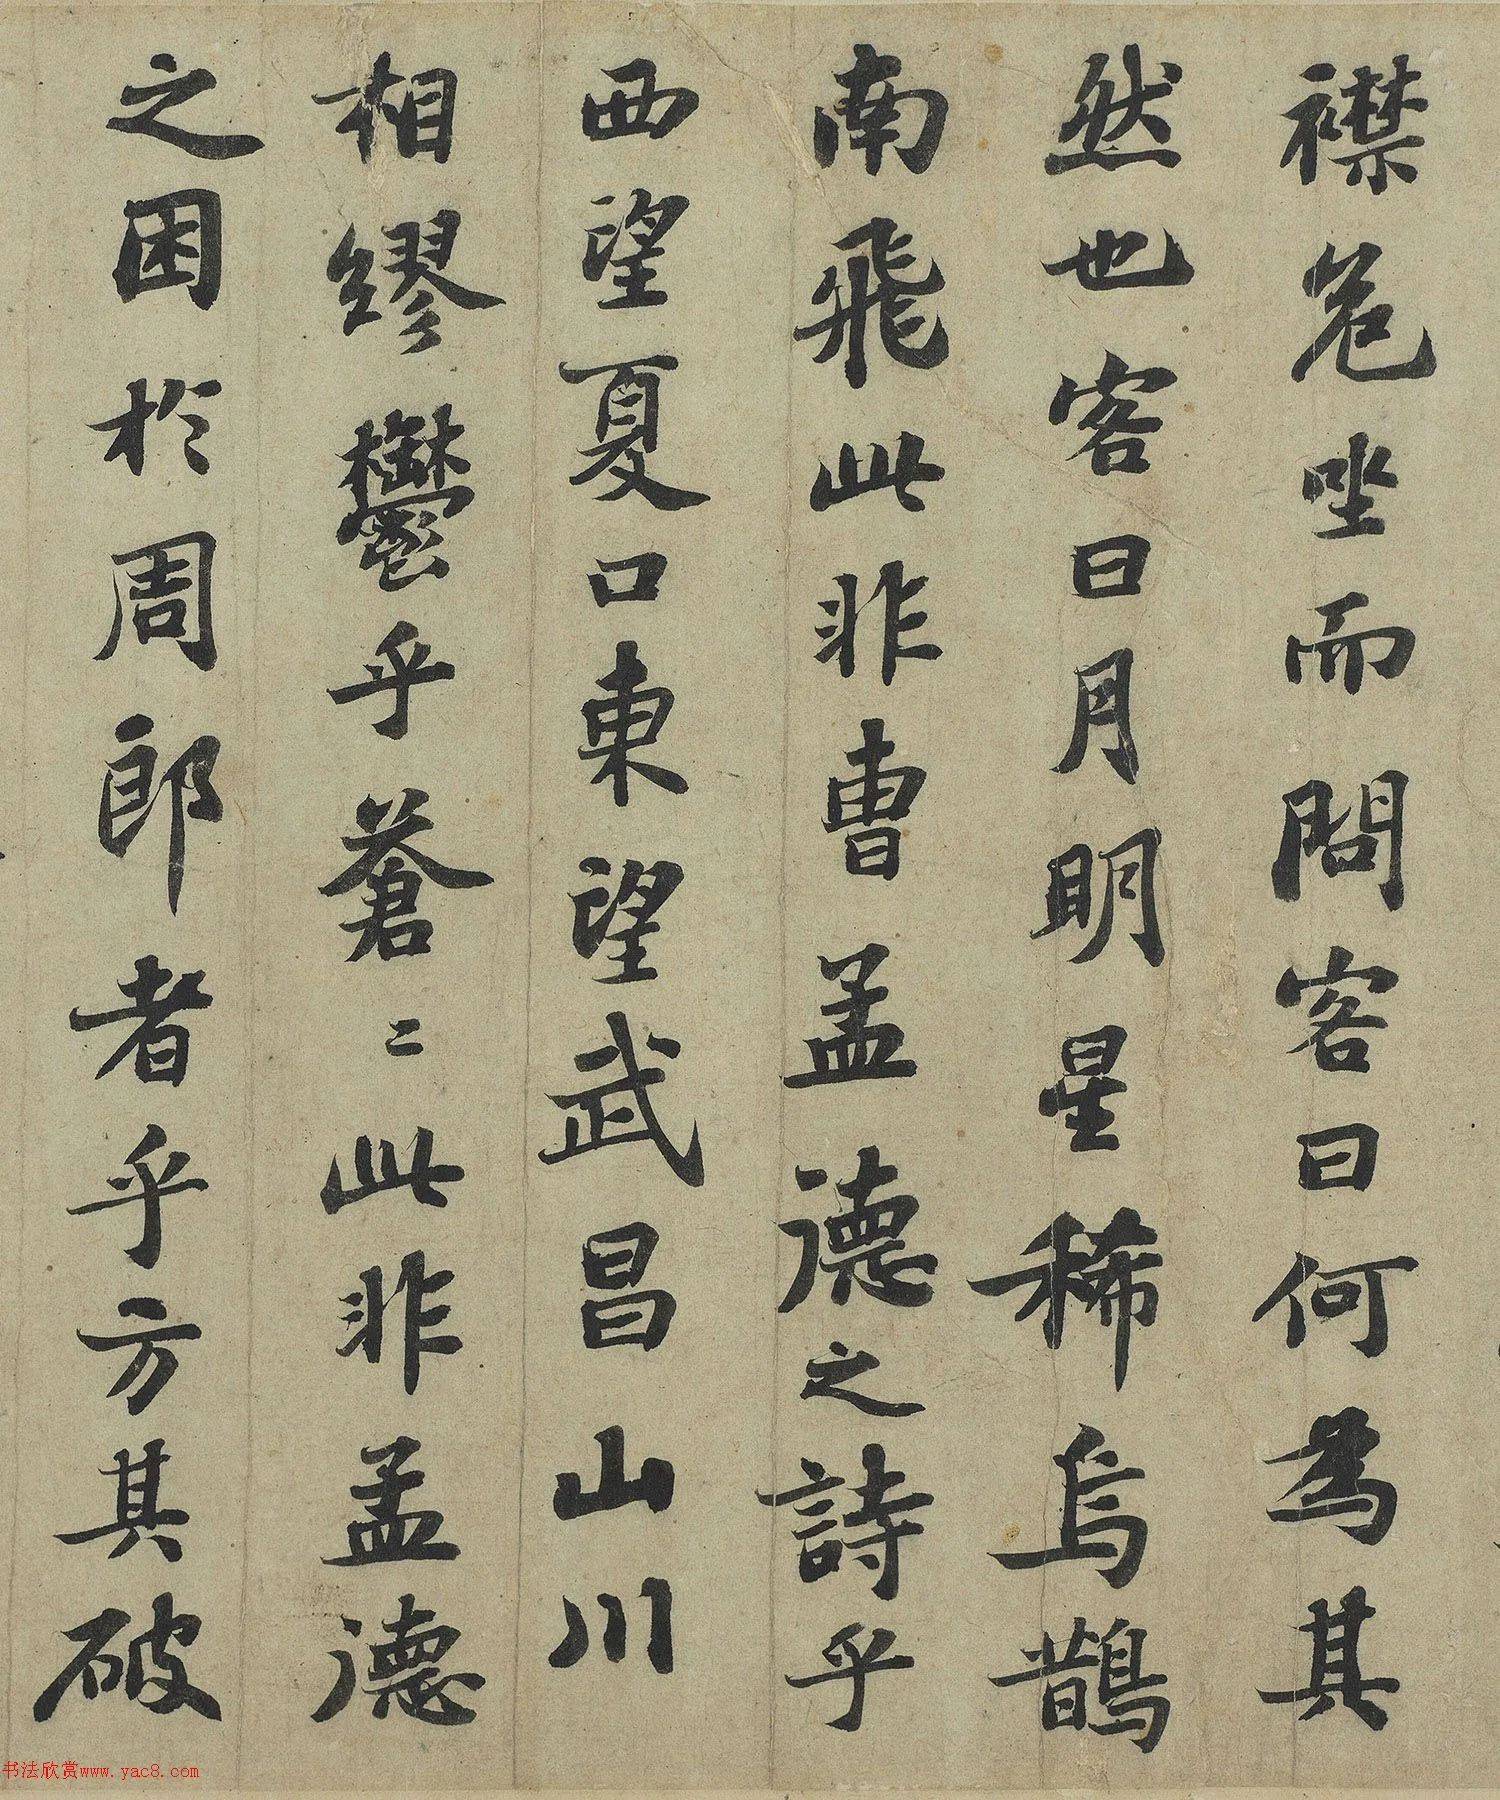 襟危坐而問客曰何為其
然也客曰月明星稀烏鵲
南飛此非曹孟德之詩乎
西望夏口東望武昌山川
相繆鬱乎蒼〻此非孟德
之困於周郎者乎方其破
书法欣赏www.yac8.com